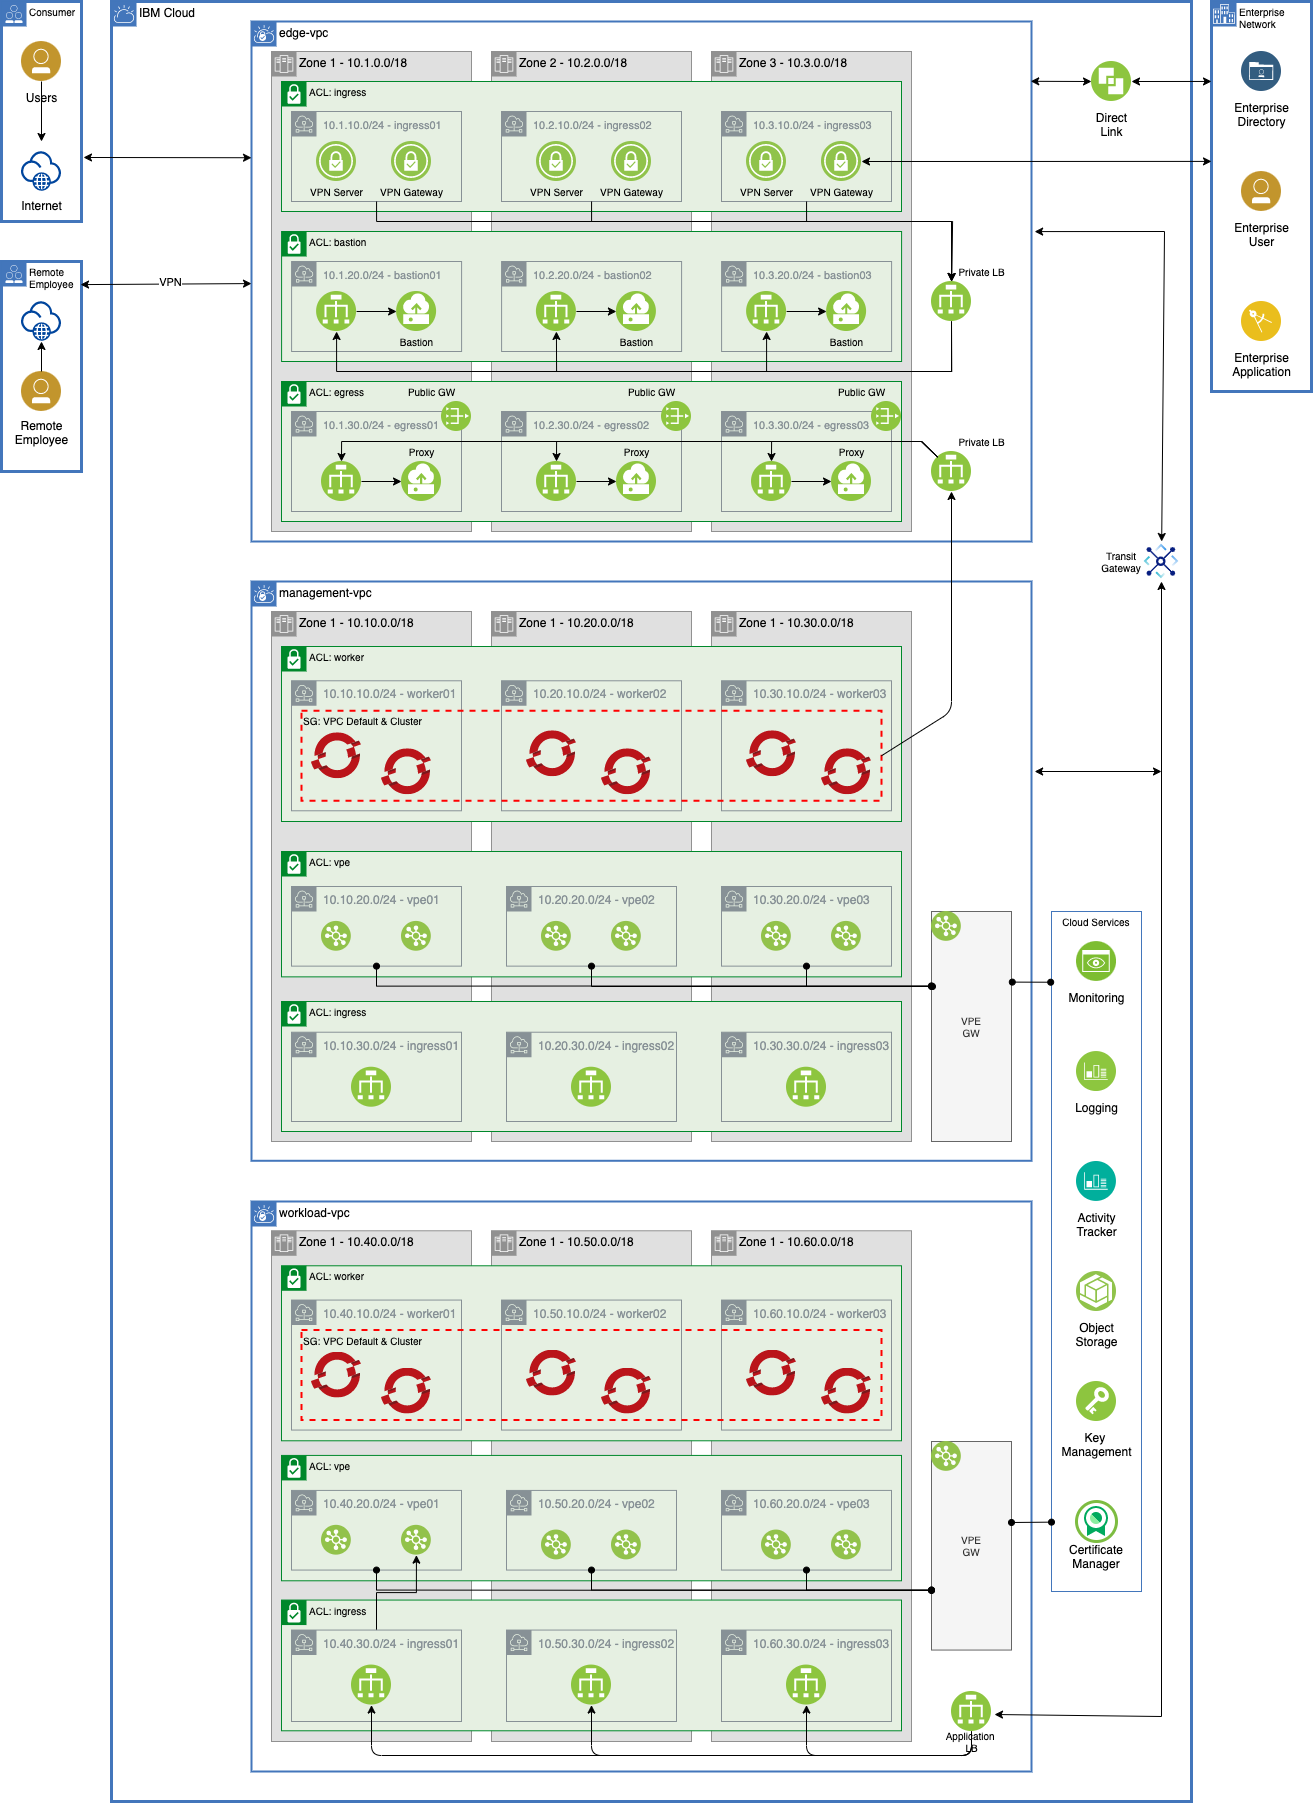 Consumer
Users
Internet
Remote
Employee
Remote
Employee
VPN
IBM Cloud
edge-vpc
Zone 1 - 10.1.0.0/18
Zone 2 - 10.2.0.0/18
Zone 3 - 10.3.0.0/18
ACL: ingress
10.1.10.0/24 - ingress01
10.2.10.0/24 - ingress02
10.3.10.0/24 - ingress03
VPN Server
VPN Gateway
VPN Server
VPN Gateway
VPN Server
VPN Gateway
ACL: bastion
10.1.20.0/24 - bastion01
10.2.20.0/24 - bastion02
10.3.20.0/24 - bastion03
Bastion
Bastion
Bastion
Private LB
ACL: egress
Public GW
Public GW
Public GW
10.1.30.0/24 - egress01
10.2.30.0/24 - egress02
10.3.30.0/24 - egress03
Proxy
Proxy
Proxy
Private LB
Direct
Link
Enterprise
Network
Enterprise
Directory
Enterprise
User
Enterprise
Application
Transit
Gateway
management-vpc
Zone 1 - 10.10.0.0/18
Zone 1 - 10.20.0.0/18
Zone 1 - 10.30.0.0/18
ACL: worker
10.10.10.0/24 - worker01
10.20.10.0/24 - worker02
10.30.10.0/24 - worker03
SG: VPC Default & Cluster
ACL: vpe
10.10.20.0/24 - vpe01
10.20.20.0/24 - vpe02
10.30.20.0/24 - vpe03
ACL: ingress
10.10.30.0/24 - ingress01
10.20.30.0/24 - ingress02
10.30.30.0/24 - ingress03
VPE
GW
Cloud Services
Monitoring
Logging
Activity
Tracker
Object
Storage
Key
Management
Certificate
Manager
workload-vpc
Zone 1 - 10.40.0.0/18
Zone 1 - 10.50.0.0/18
Zone 1 - 10.60.0.0/18
ACL: worker
10.40.10.0/24 - worker01
10.50.10.0/24 - worker02
10.60.10.0/24 - worker03
SG: VPC Default & Cluster
ACL: vpe
10.40.20.0/24 - vpe01
10.50.20.0/24 - vpe02
10.60.20.0/24 - vpe03
ACL: ingress
10.40.30.0/24 - ingress01
10.50.30.0/24 - ingress02
10.60.30.0/24 - ingress03
VPE
GW
Application
LB